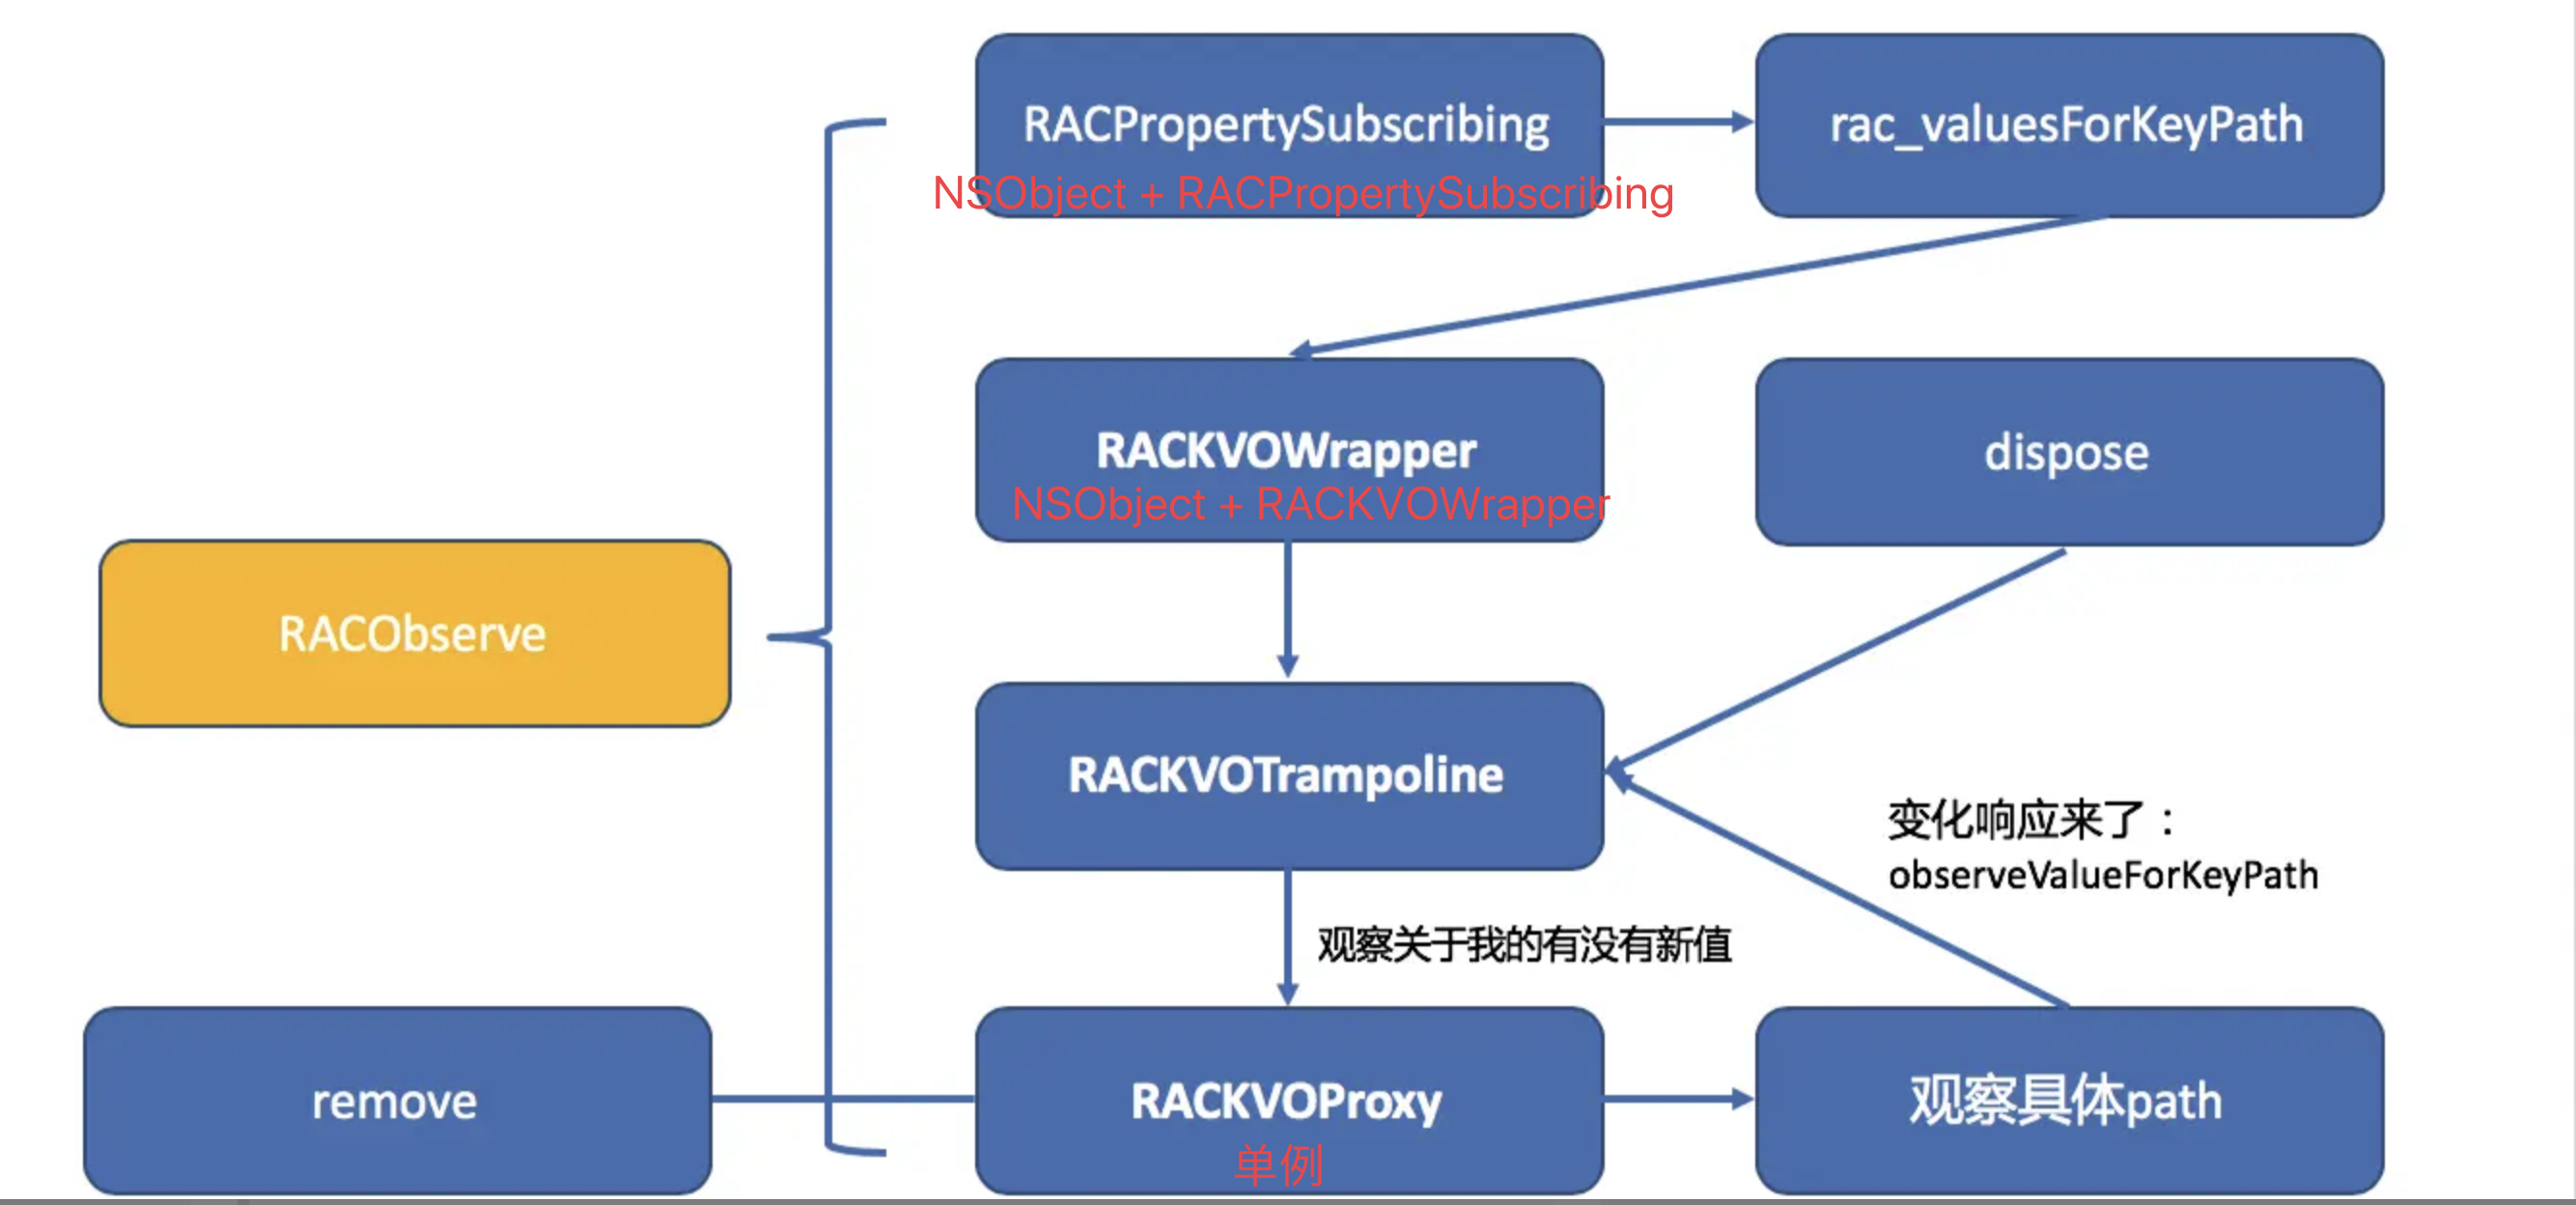 RACPropertySubscribing
NSObject + RACPropertySubscribing
rac_valuesForKeyPath
RACKVOWrapper
NSObject + RACKVOWrapper
dispose
RACObserve
RACKVOTrampoline
变化响应来了：
observeValueForKeyPath
观察关于我的有没有新值
remove
RACKVOProxy
单例
观察具体path